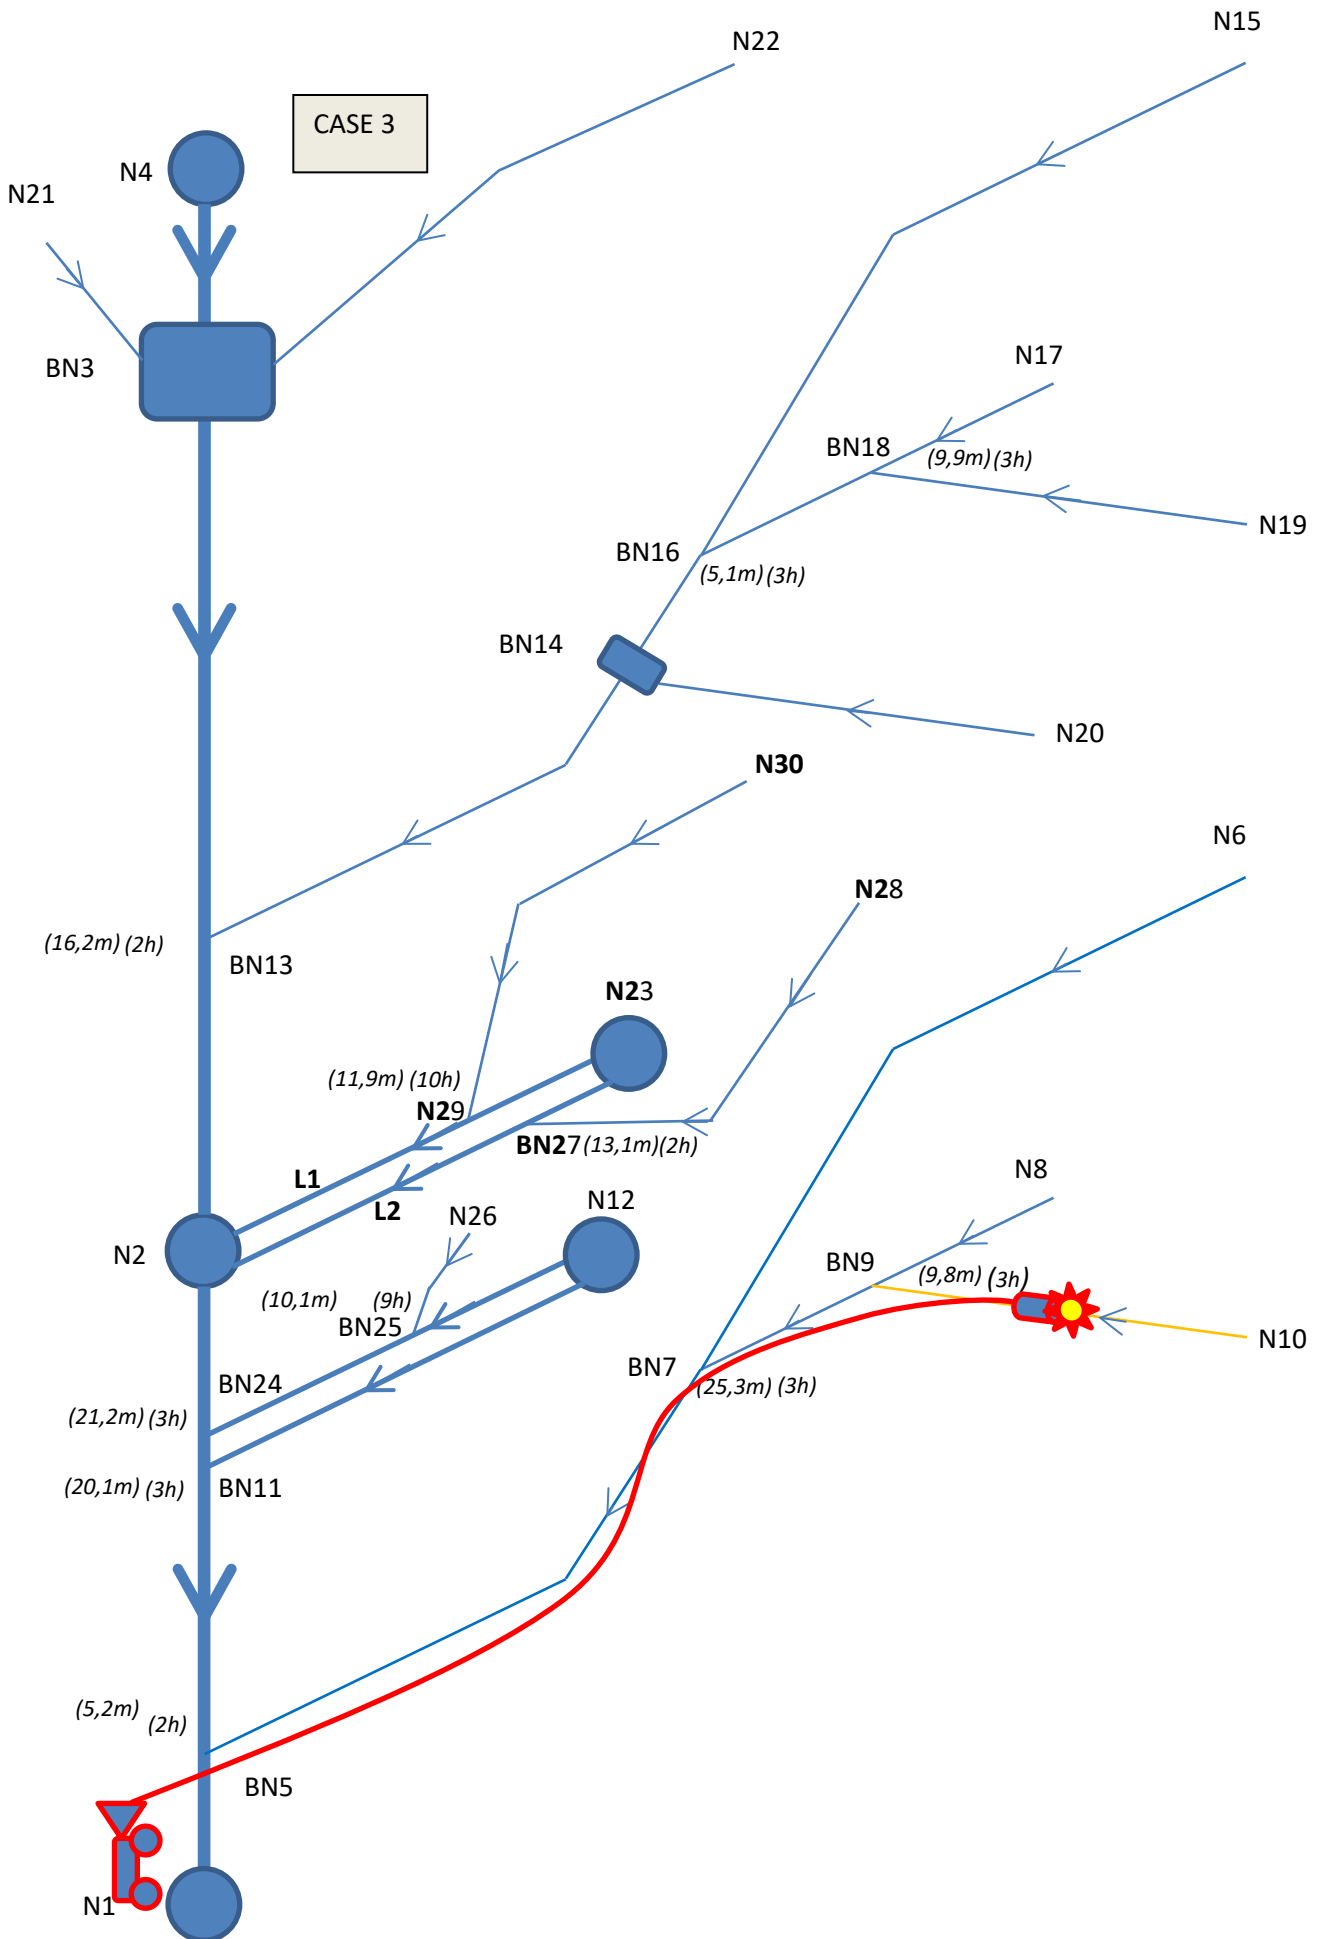 N15
N22
CASE 3
N4
N21
N17
BN3
BN18
(9,9m) (3h)
N19
BN16
(5,1m) (3h)
BN14
N20
N30
N6
N28
(16,2m) (2h)
BN13
N23
(11,9m) (10h)
N29
BN27 (13,1m)(2h)
L1
N8
N12
L2
N26
N2
BN9
(9,8m) (3h)
(10,1m) (9h)
BN25
N10
BN7
BN24
(25,3m) (3h)
(21,2m) (3h)
(20,1m) (3h)
BN11
(5,2m) (2h)
BN5
N1